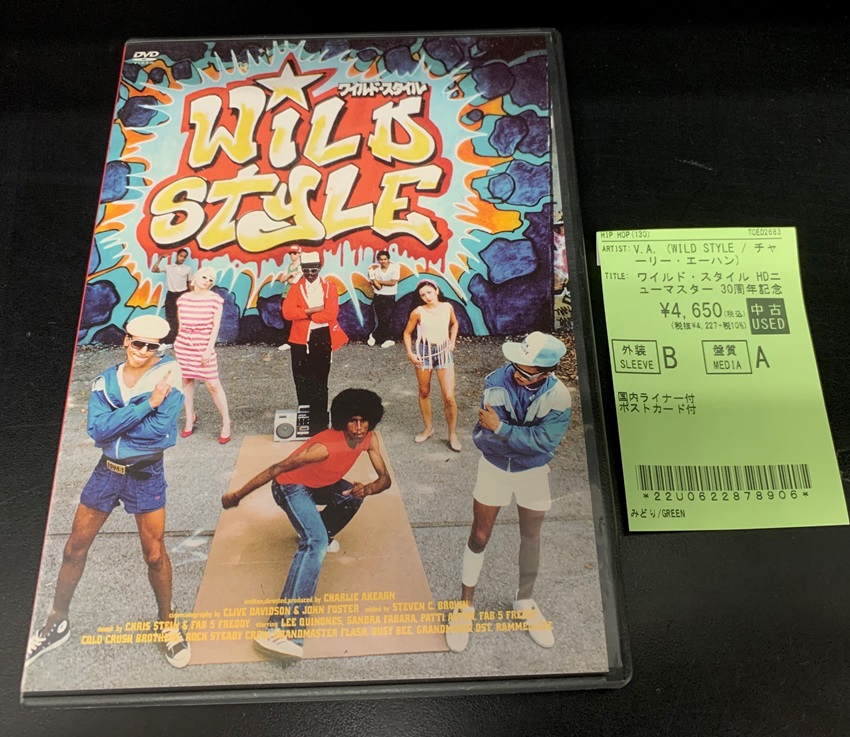 DVD
ワイルド・スタイル
WiLD
STYLE
written,directed,produced by CHARLIE AHEARN
cinematography by CLIVE DAVIDSON & JOHN FOSTER edited by STEVEN C. BROWN
music by CHRIS STEIN & FAB 5 FREDDY starring LEE QUINONES, SANDRA FABARA, PATTI ASTOR, FAB 5 FREDDY
COLD CRUSH BROTHERS, ROCK STEADY CREW, GRANDMASTER FLASH, BUSY BEE, GRANDMIXER DST, RAMMELLZEE
HIP HOP(130) TCED2683
ARTIST: V.A. (WILD STYLE / チャ
ーリー・エーハン)
TITLE: ワイルド・スタイル HDニ
ューマスター 30周年記念
¥4,650(税込)
(税抜¥4,227+税10%)
中古
USED
外装
SLEEVE B
盤質
MEDIA A
国内ライナー付
ポストカード付
*22U0622878906*
みどり/GREEN